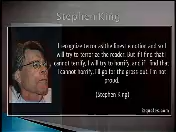 Stephen King
I recognize terror as the finest emotion and so I
will try to terrorize the reader. But if I find that I
cannot terrify, I will try to horrify, and if I find that
I cannot horrify, I'll go for the gross-out. I'm not
proud.
(Stephen King)